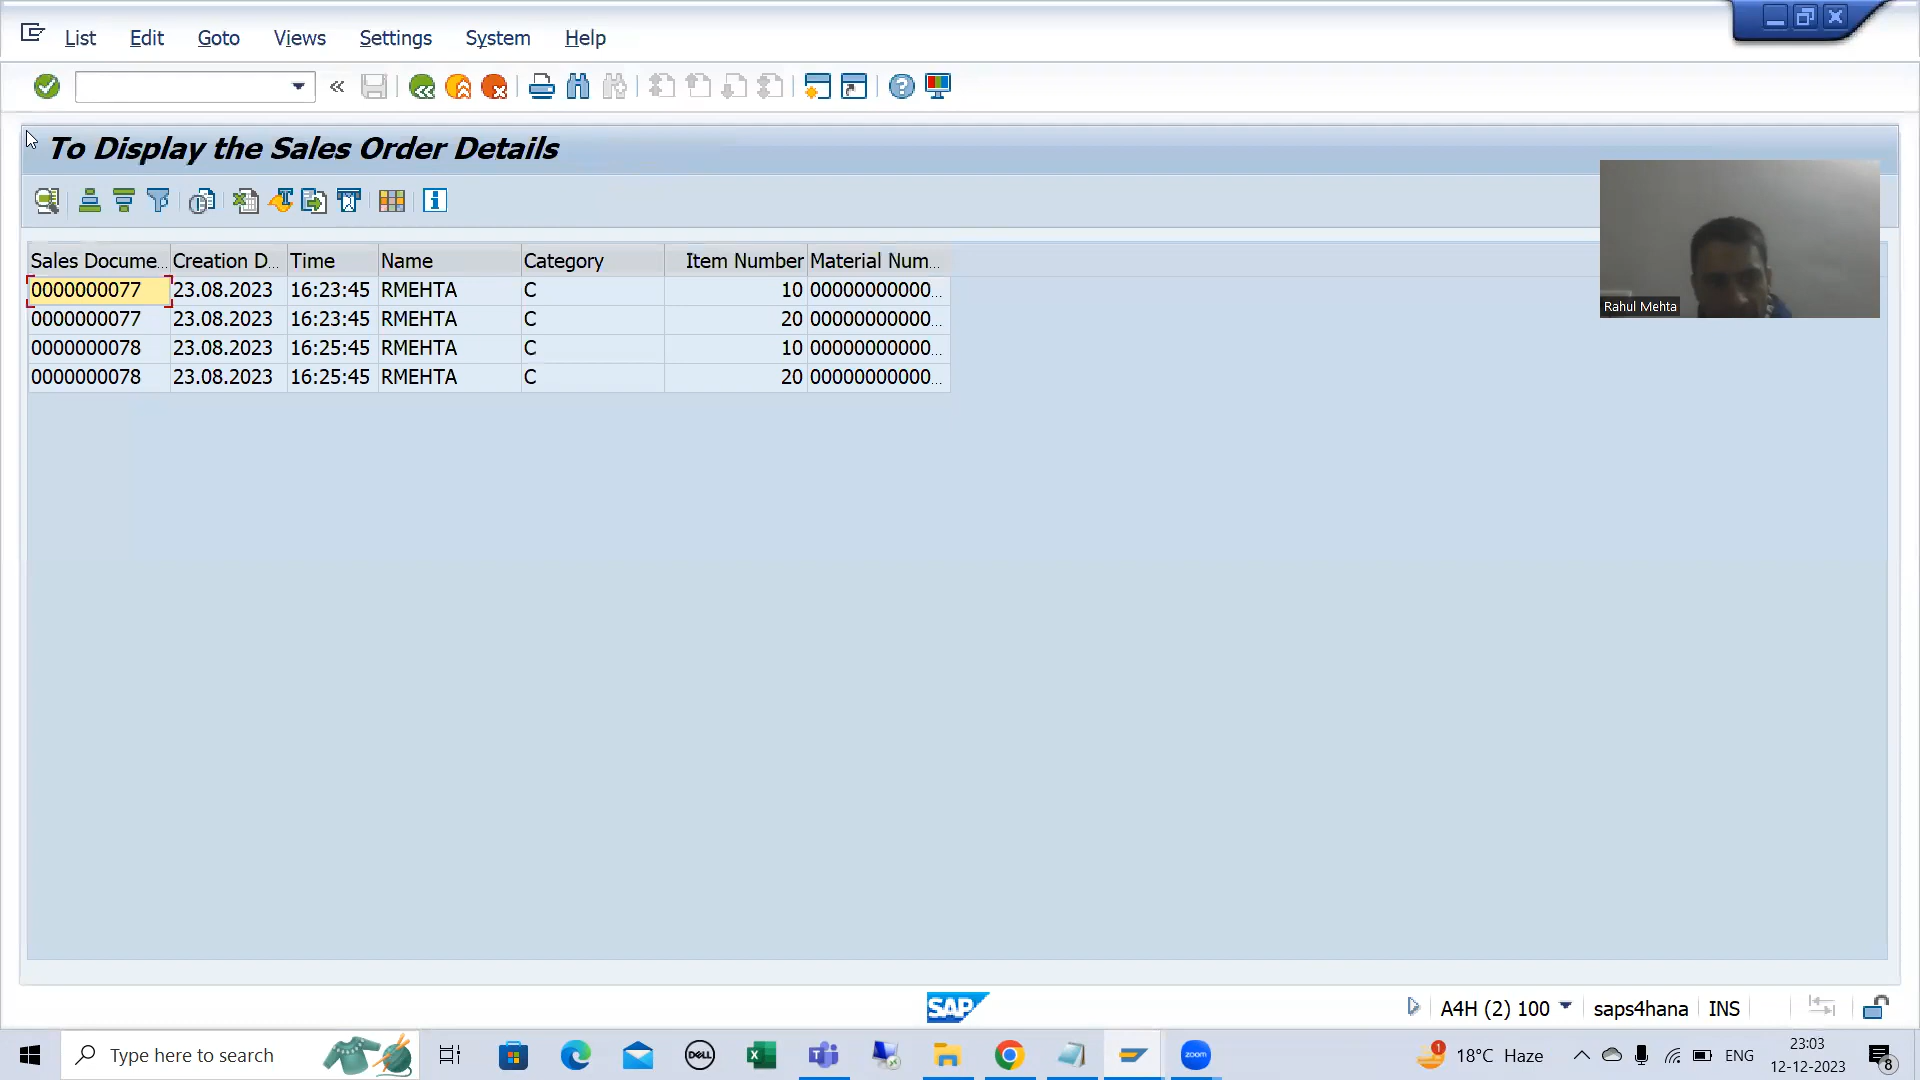 List Edit Goto Views Settings System Help
To Display the Sales Order Details
Sales Docume... Creation D... Time Name Category Item Number Material Num...
0000000077 23.08.2023 16:23:45 RMEHTA C 10 00000000000...
0000000077 23.08.2023 16:23:45 RMEHTA C 20 00000000000...
0000000078 23.08.2023 16:25:45 RMEHTA C 10 00000000000...
0000000078 23.08.2023 16:25:45 RMEHTA C 20 00000000000...
Rahul Mehta
SAP A4H (2) 100 saps4hana INS
Type here to search DELL zoom 1 18°C Haze ENG 23:03
12-12-2023 8